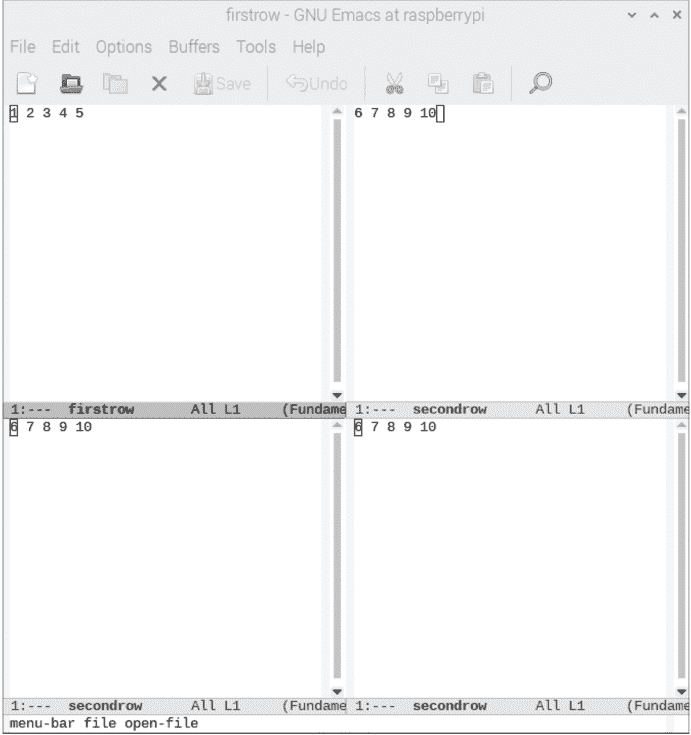 firstrow - GNU Emacs at raspberrypi
File Edit Options Buffers Tools Help
Save Undo
1 2 3 4 5
6 7 8 9 10
1:--- firstrow All L1 (Fundame
1:--- secondrow All L1 (Fundame
6 7 8 9 10
6 7 8 9 10
1:--- secondrow All L1 (Fundame
1:--- secondrow All L1 (Fundame
menu-bar file open-file